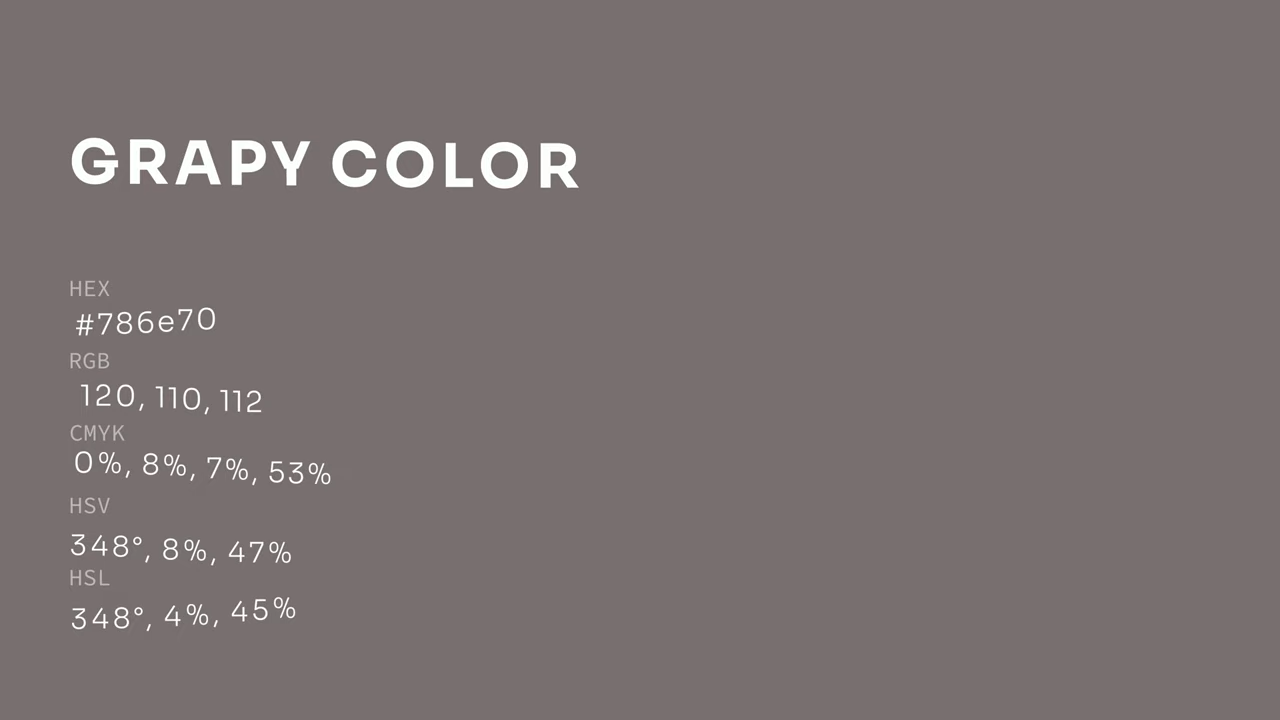 GRAPY COLOR
HEX
#786e70
RGB
120, 110, 112
CMYK
0%, 8%, 7%, 53%
HSV
348°, 8%, 47%
HSL
348°, 4%, 45%